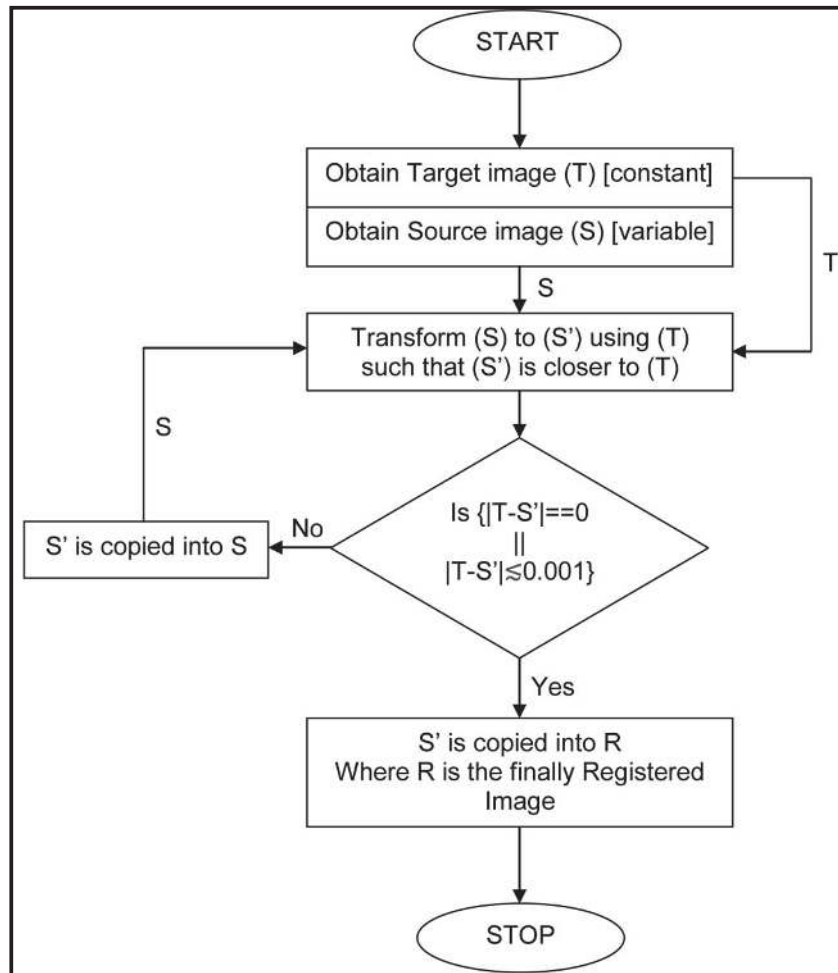 START
Obtain Target image (T) [constant]
Obtain Source image (S) [variable]
T
S
Transform (S) to (S’) using (T)
such that (S’) is closer to (T)
S
Is {|T-S’|==0
||
|T-S’|≲0.001}
No
S’ is copied into S
Yes
S’ is copied into R
Where R is the finally Registered
Image
STOP